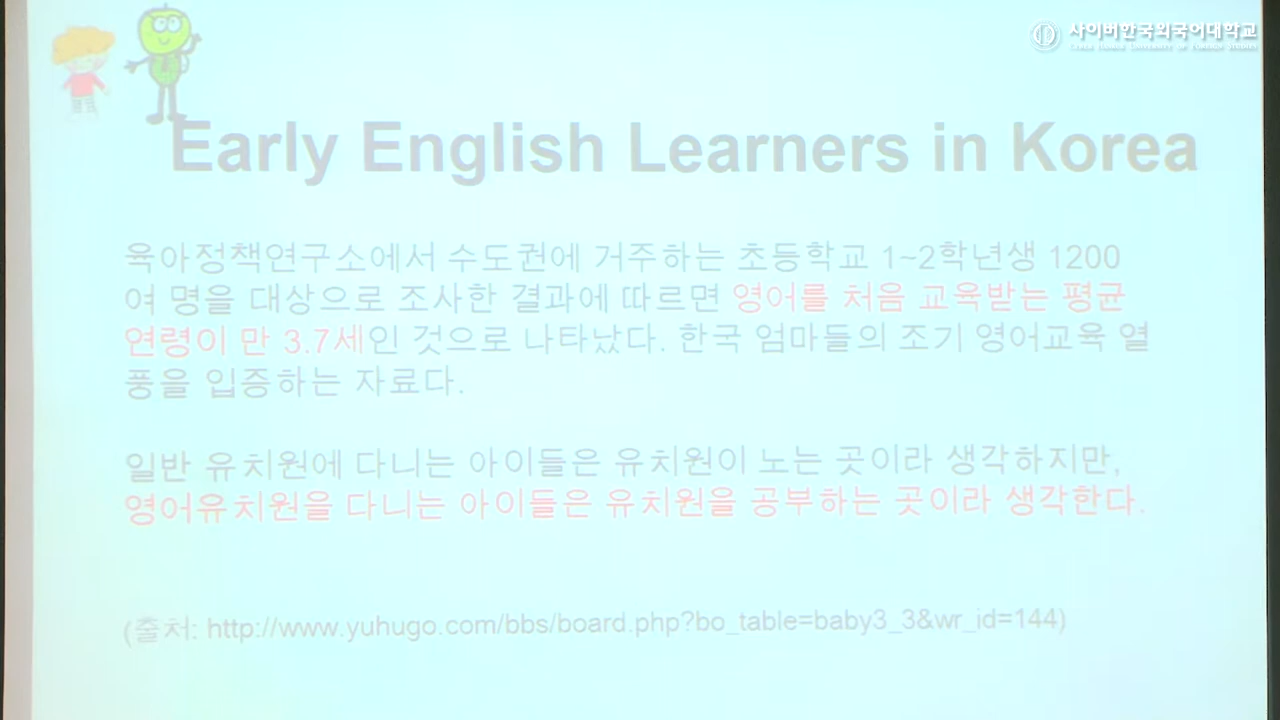 사이버한국외국어대학교
CYBER HANKUK UNIVERSITY OF FOREIGN STUDIES
Early English Learners in Korea
육아정책연구소에서 수도권에 거주하는 초등학교 1~2학년생 1200
여 명을 대상으로 조사한 결과에 따르면 영어를 처음 교육받는 평균
연령이 만 3.7세인 것으로 나타났다. 한국 엄마들의 조기 영어교육 열
풍을 입증하는 자료다.
일반 유치원에 다니는 아이들은 유치원이 노는 곳이라 생각하지만,
영어유치원을 다니는 아이들은 유치원을 공부하는 곳이라 생각한다.
(출처: http://www.yuhugo.com/bbs/board.php?bo_table=baby3_3&wr_id=144)